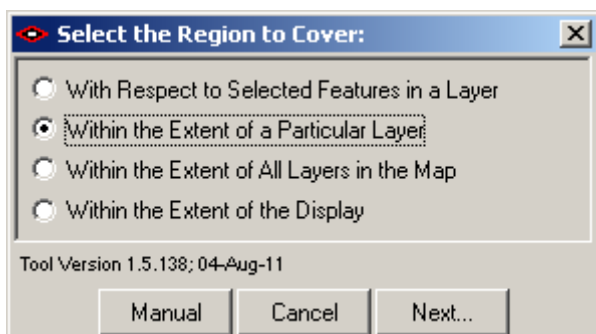 Select the Region to Cover:
With Respect to Selected Features in a Layer
Within the Extent of a Particular Layer
Within the Extent of All Layers in the Map
Within the Extent of the Display
Tool Version 1.5.138; 04-Aug-11
Manual Cancel Next...